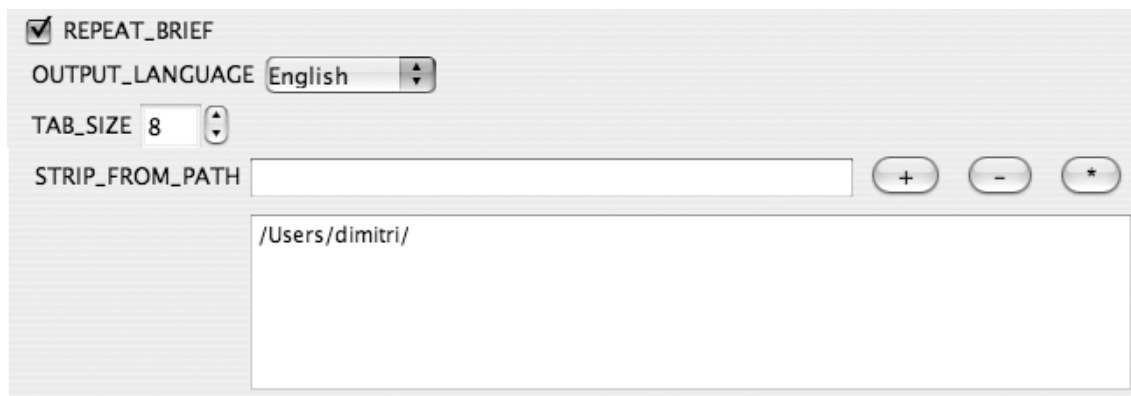 REPEAT_BRIEF
OUTPUT_LANGUAGE English
TAB_SIZE 8
STRIP_FROM_PATH + - *
/Users/dimitri/